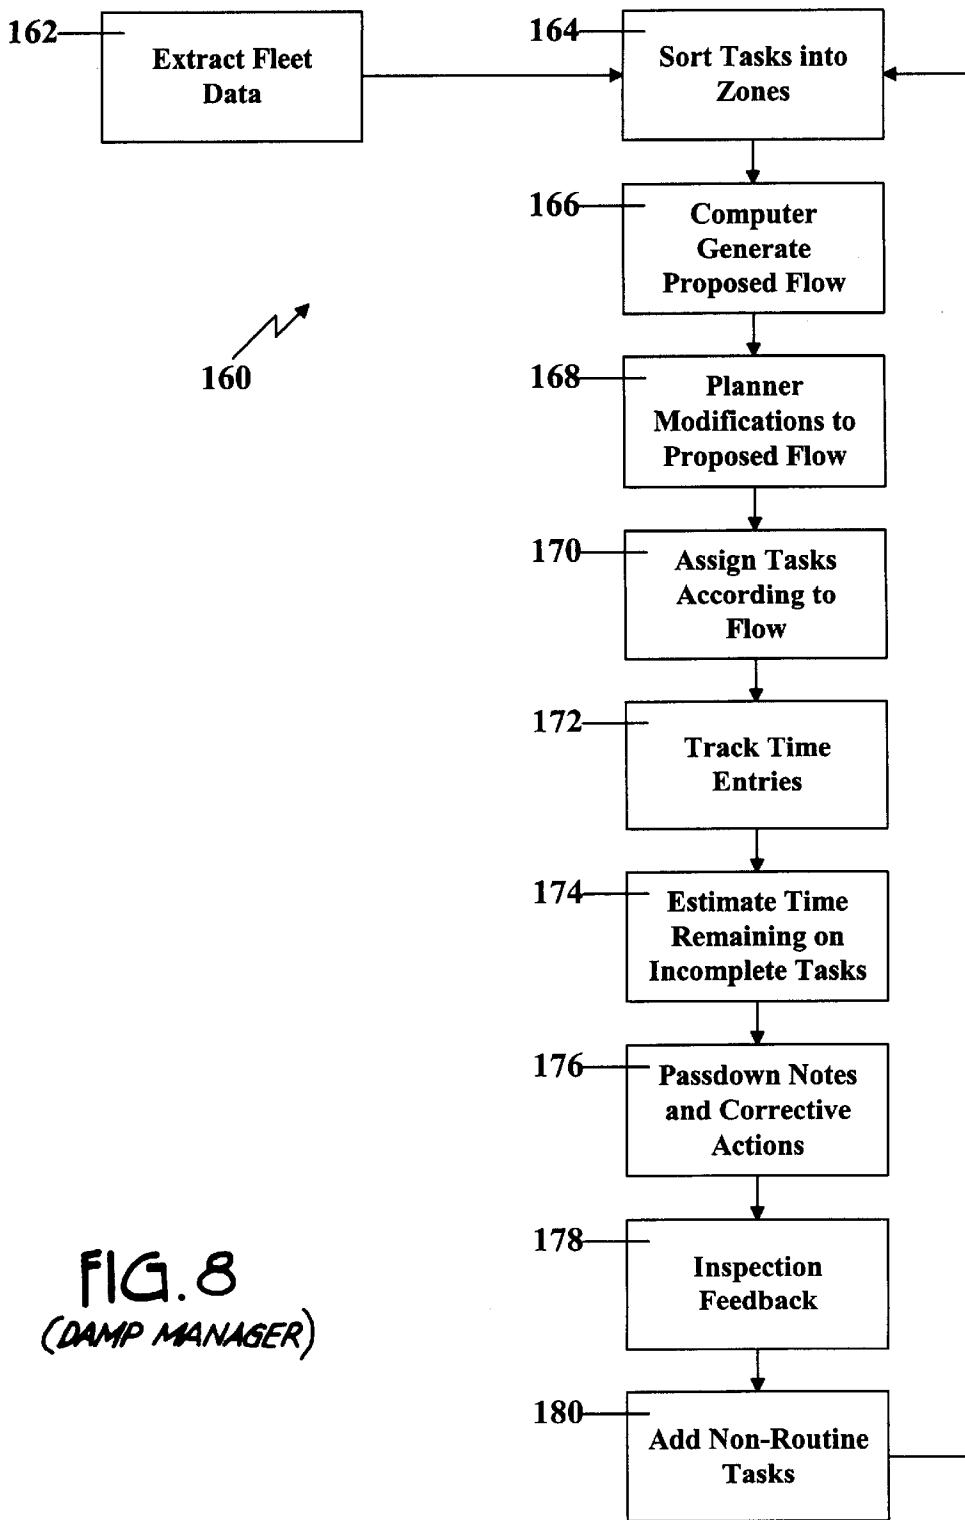 162
Extract Fleet
Data
164
Sort Tasks into
Zones
166
Computer
Generate
Proposed Flow
160
168
Planner
Modifications to
Proposed Flow
170
Assign Tasks
According to
Flow
172
Track Time
Entries
174
Estimate Time
Remaining on
Incomplete Tasks
176
Passdown Notes
and Corrective
Actions
178
Inspection
Feedback
180
Add Non-Routine
Tasks
FIG. 8
(DAMP MANAGER)